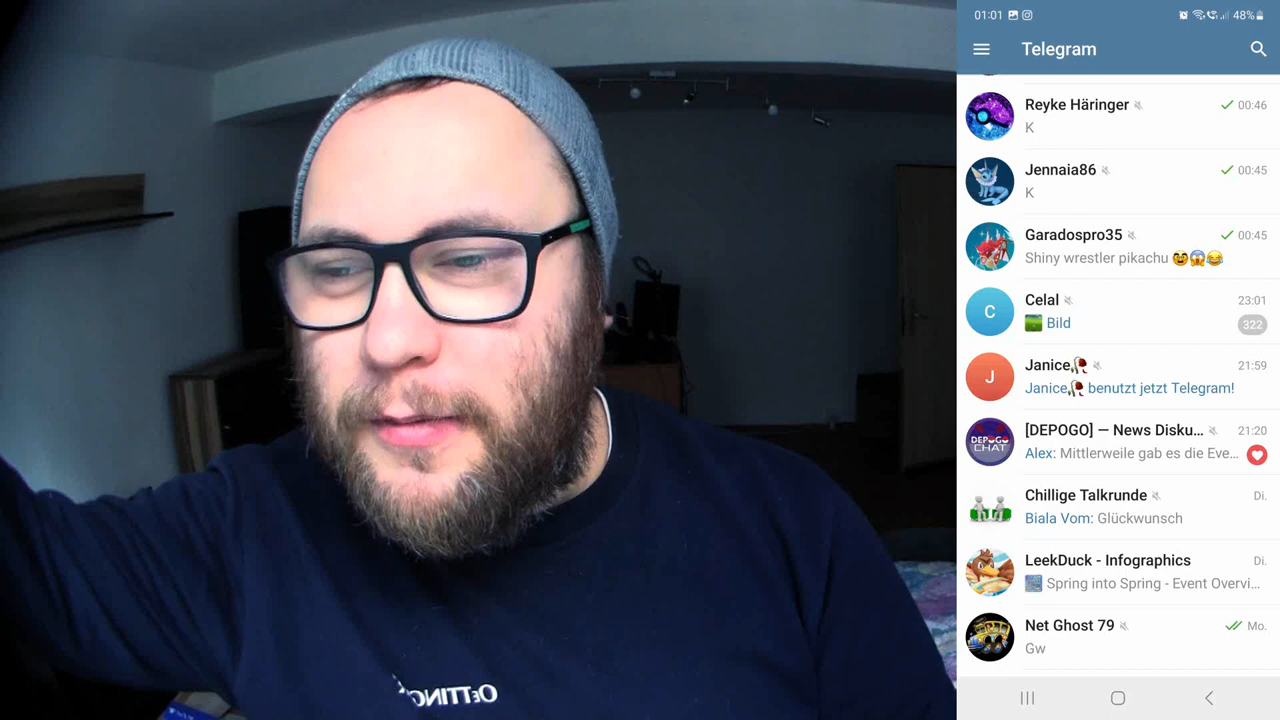 01:01
48%
Telegram
Reyke Häringer
00:46
K
Jennaia86
00:45
K
Garadospro35
00:45
Shiny wrestler pikachu 🥸😱😂
C
Celal
23:01
Bild
322
J
Janice🥀
21:59
Janice🥀 benutzt jetzt Telegram!
DEPOGO
CHAT
[DEPOGO] — News Disku...
21:20
Alex: Mittlerweile gab es die Eve...
Chillige Talkrunde
Di.
Biala Vom: Glückwunsch
LeekDuck - Infographics
Di.
Spring into Spring - Event Overvi...
Net Ghost 79
Mo.
Gw